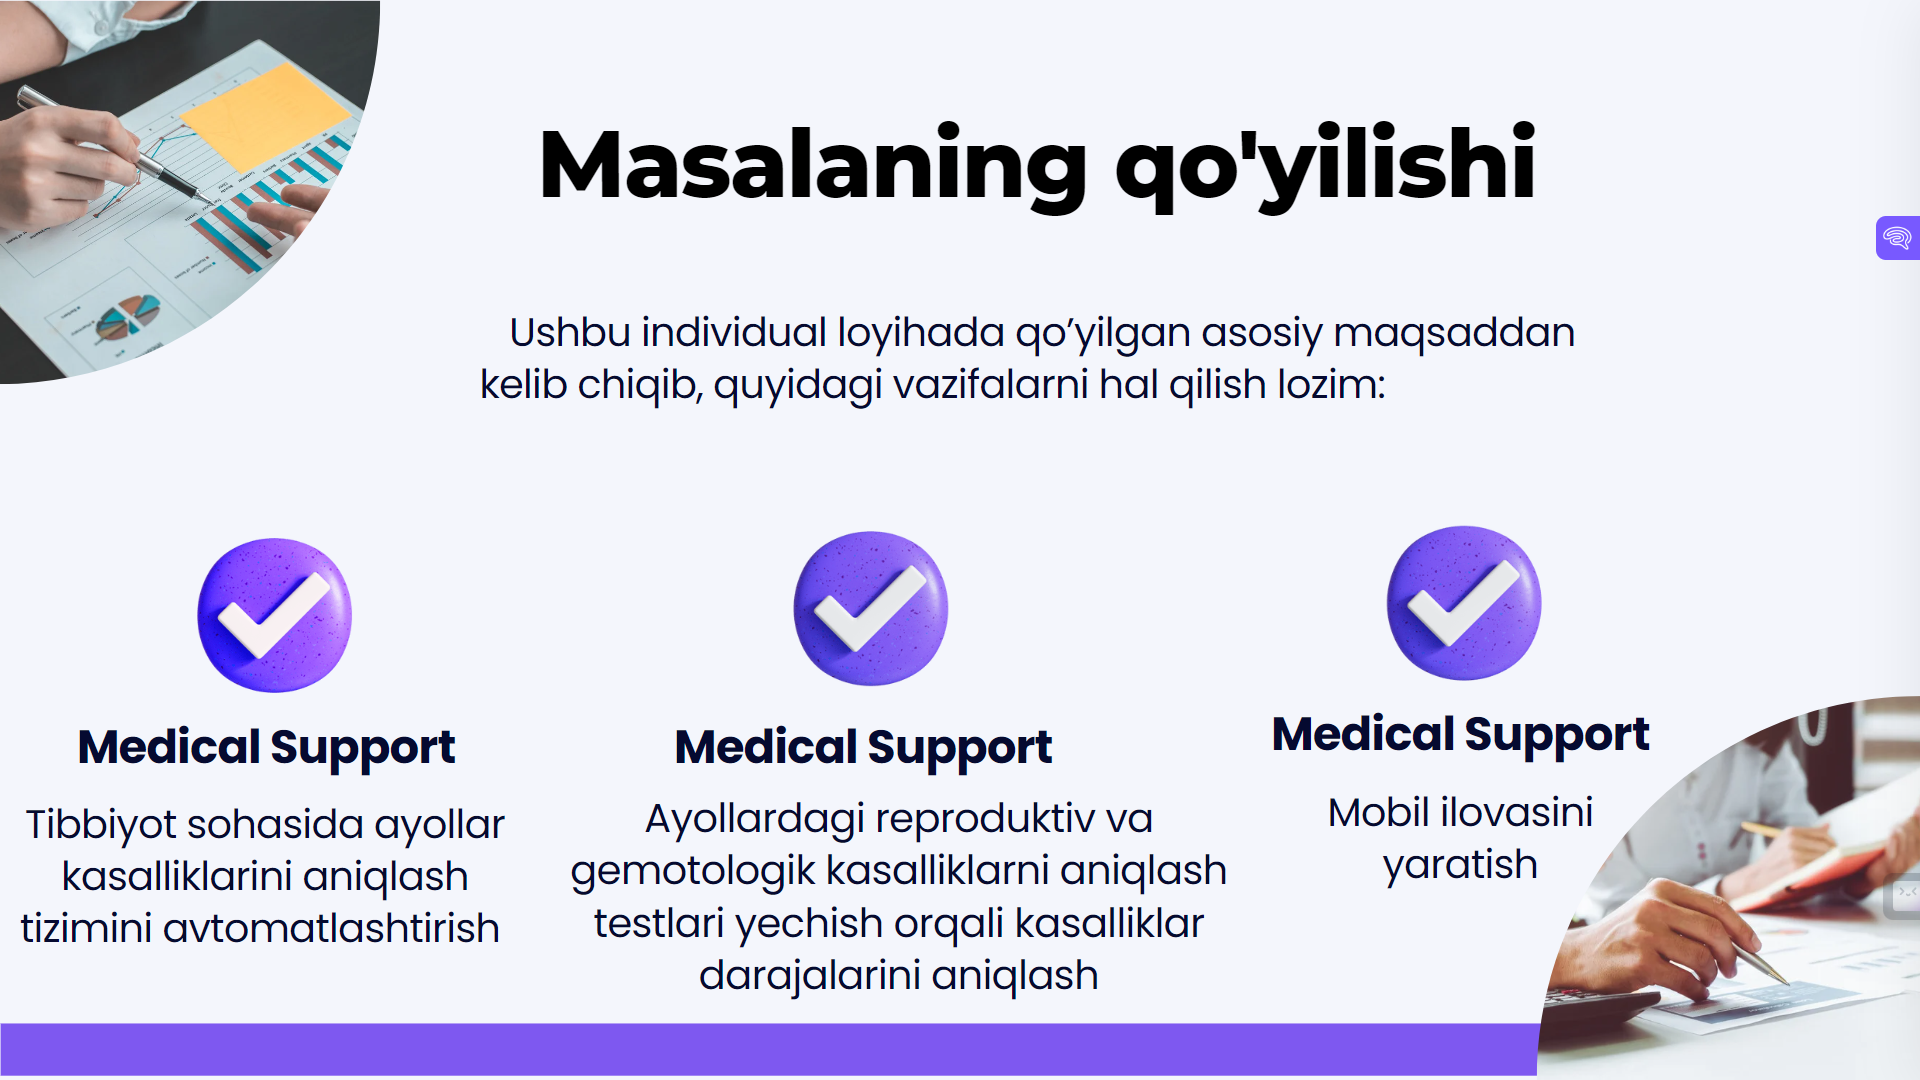 Masalaning qo'yilishi
Ushbu individual loyihada qo’yilgan asosiy maqsaddan
kelib chiqib, quyidagi vazifalarni hal qilish lozim:
Medical Support
Tibbiyot sohasida ayollar
kasalliklarini aniqlash
tizimini avtomatlashtirish
Medical Support
Ayollardagi reproduktiv va
gemotologik kasalliklarni aniqlash
testlari yechish orqali kasalliklar
darajalarini aniqlash
Medical Support
Mobil ilovasini
yaratish